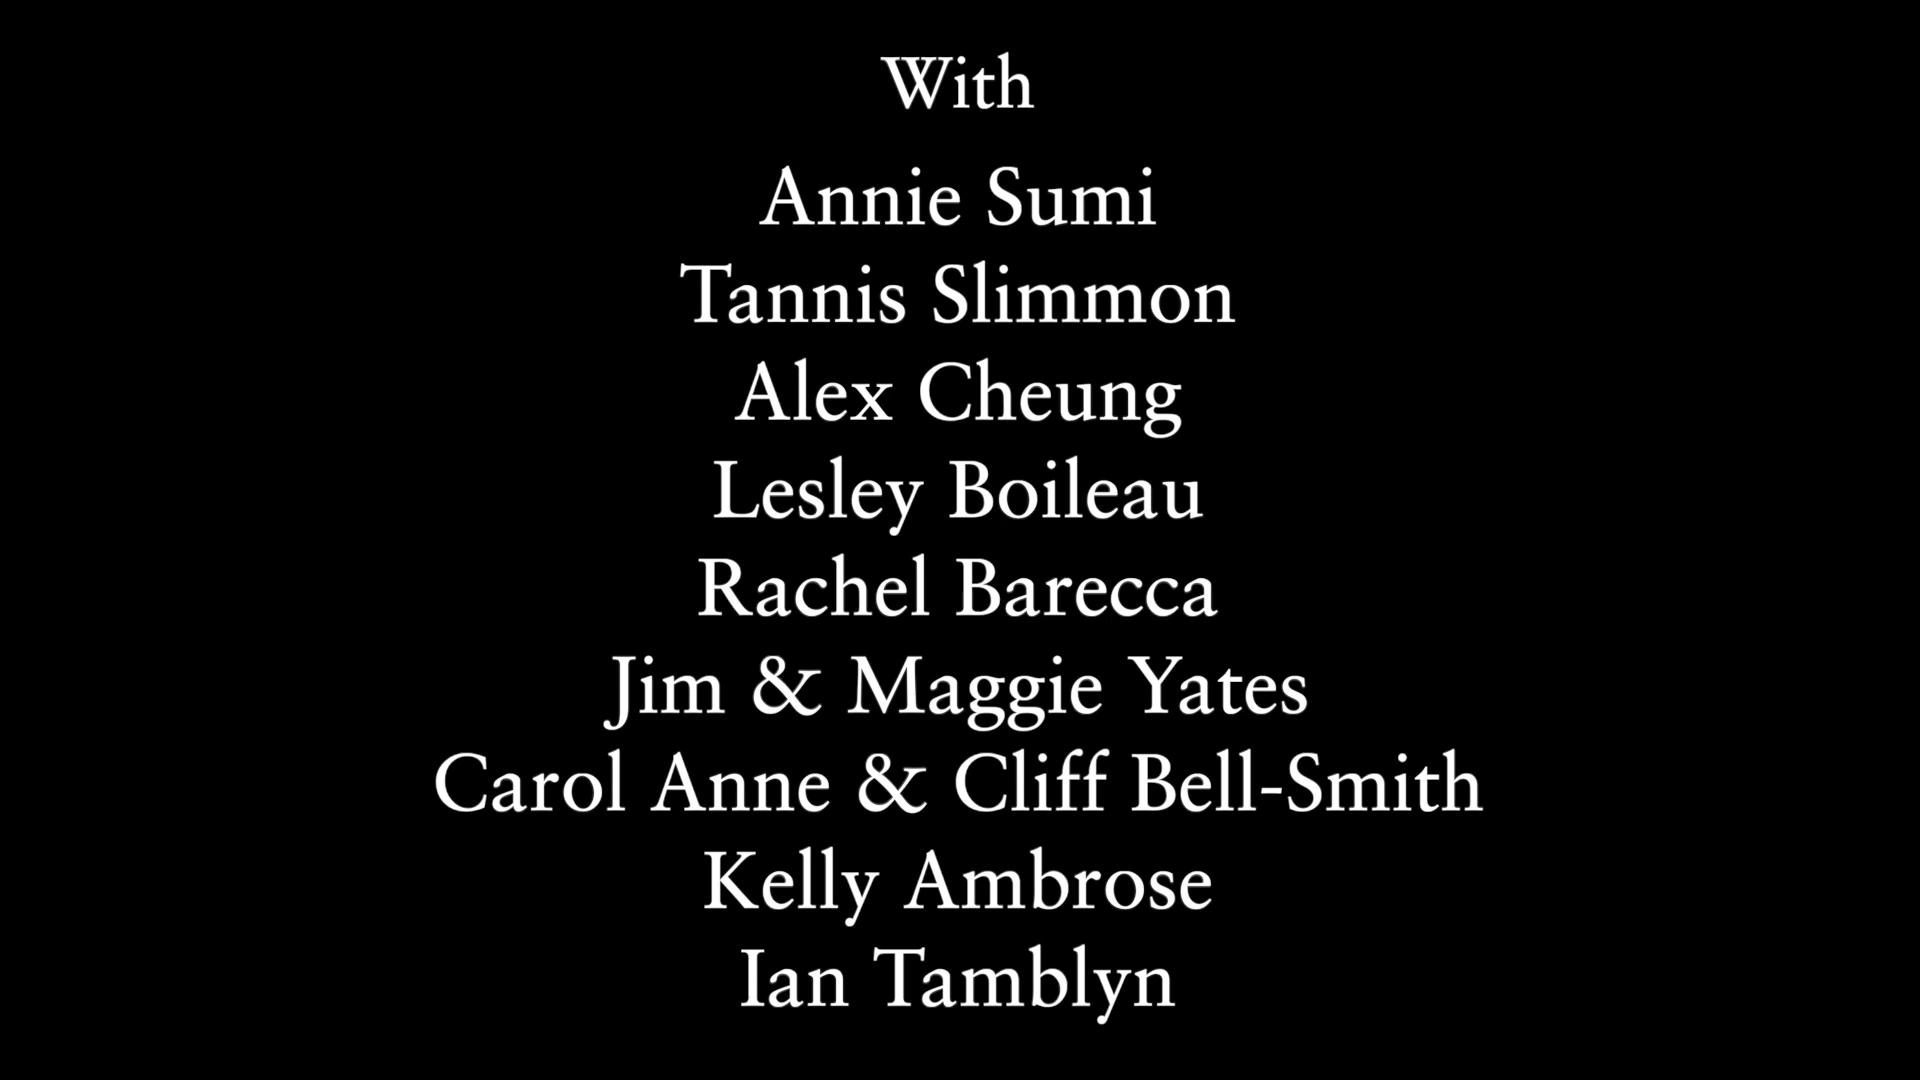 With
Annie Sumi
Tannis Slimmon
Alex Cheung
Lesley Boileau
Rachel Barecca
Jim & Maggie Yates
Carol Anne & Cliff Bell-Smith
Kelly Ambrose
Ian Tamblyn